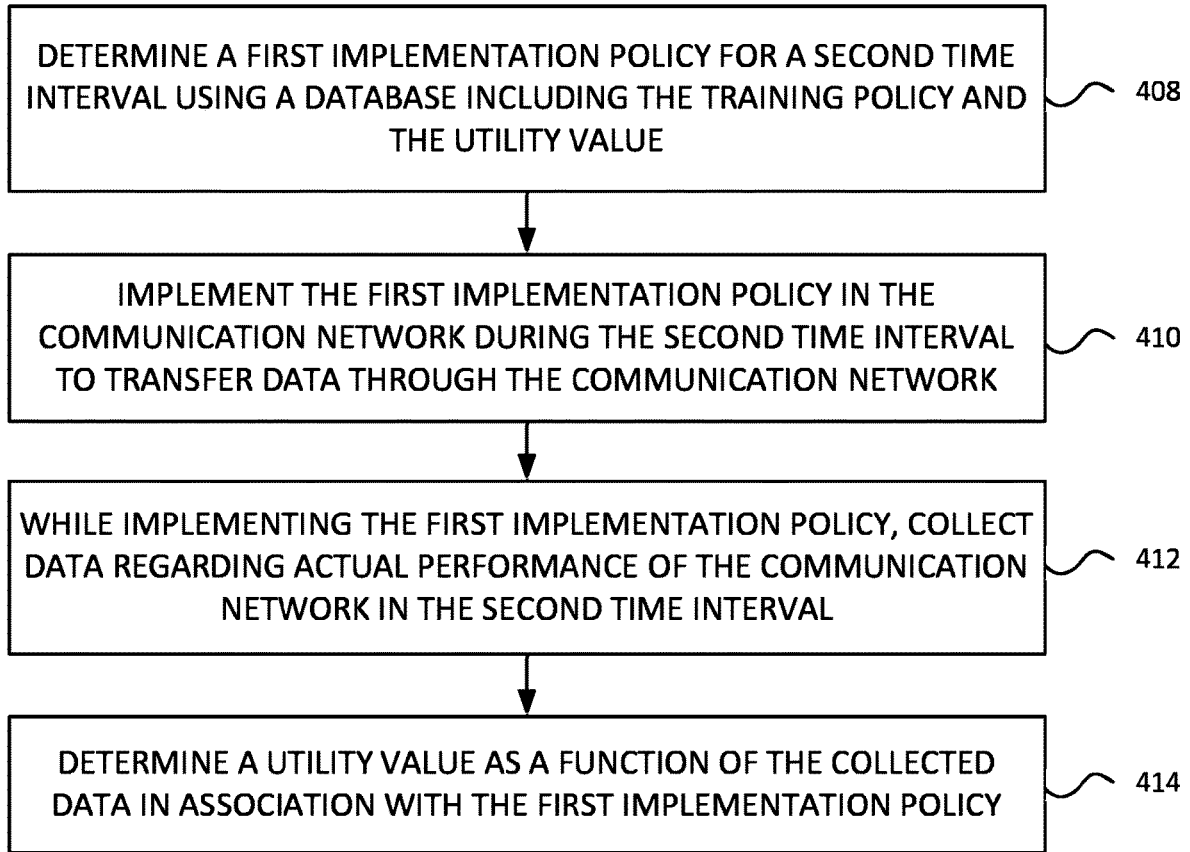 DETERMINE A FIRST IMPLEMENTATION POLICY FOR A SECOND TIME
INTERVAL USING A DATABASE INCLUDING THE TRAINING POLICY AND
THE UTILITY VALUE
408
IMPLEMENT THE FIRST IMPLEMENTATION POLICY IN THE
COMMUNICATION NETWORK DURING THE SECOND TIME INTERVAL
TO TRANSFER DATA THROUGH THE COMMUNICATION NETWORK
410
WHILE IMPLEMENTING THE FIRST IMPLEMENTATION POLICY, COLLECT
DATA REGARDING ACTUAL PERFORMANCE OF THE COMMUNICATION
NETWORK IN THE SECOND TIME INTERVAL
412
DETERMINE A UTILITY VALUE AS A FUNCTION OF THE COLLECTED
DATA IN ASSOCIATION WITH THE FIRST IMPLEMENTATION POLICY
414